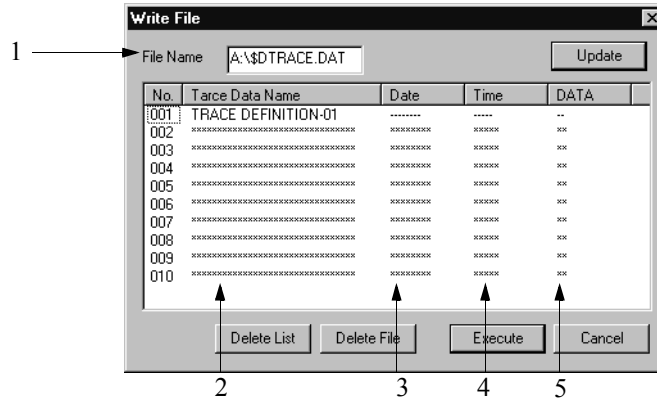 Write File
1 File Name A:\$DTRACE.DAT Update
No. Tarce Data Name Date Time DATA
001 TRACE DEFINITION-01 -------- ----- --
002 ****************************** ******** ***** **
003 ****************************** ******** ***** **
004 ****************************** ******** ***** **
005 ****************************** ******** ***** **
006 ****************************** ******** ***** **
007 ****************************** ******** ***** **
008 ****************************** ******** ***** **
009 ****************************** ******** ***** **
010 ****************************** ******** ***** **
Delete List Delete File Execute Cancel
2 3 4 5